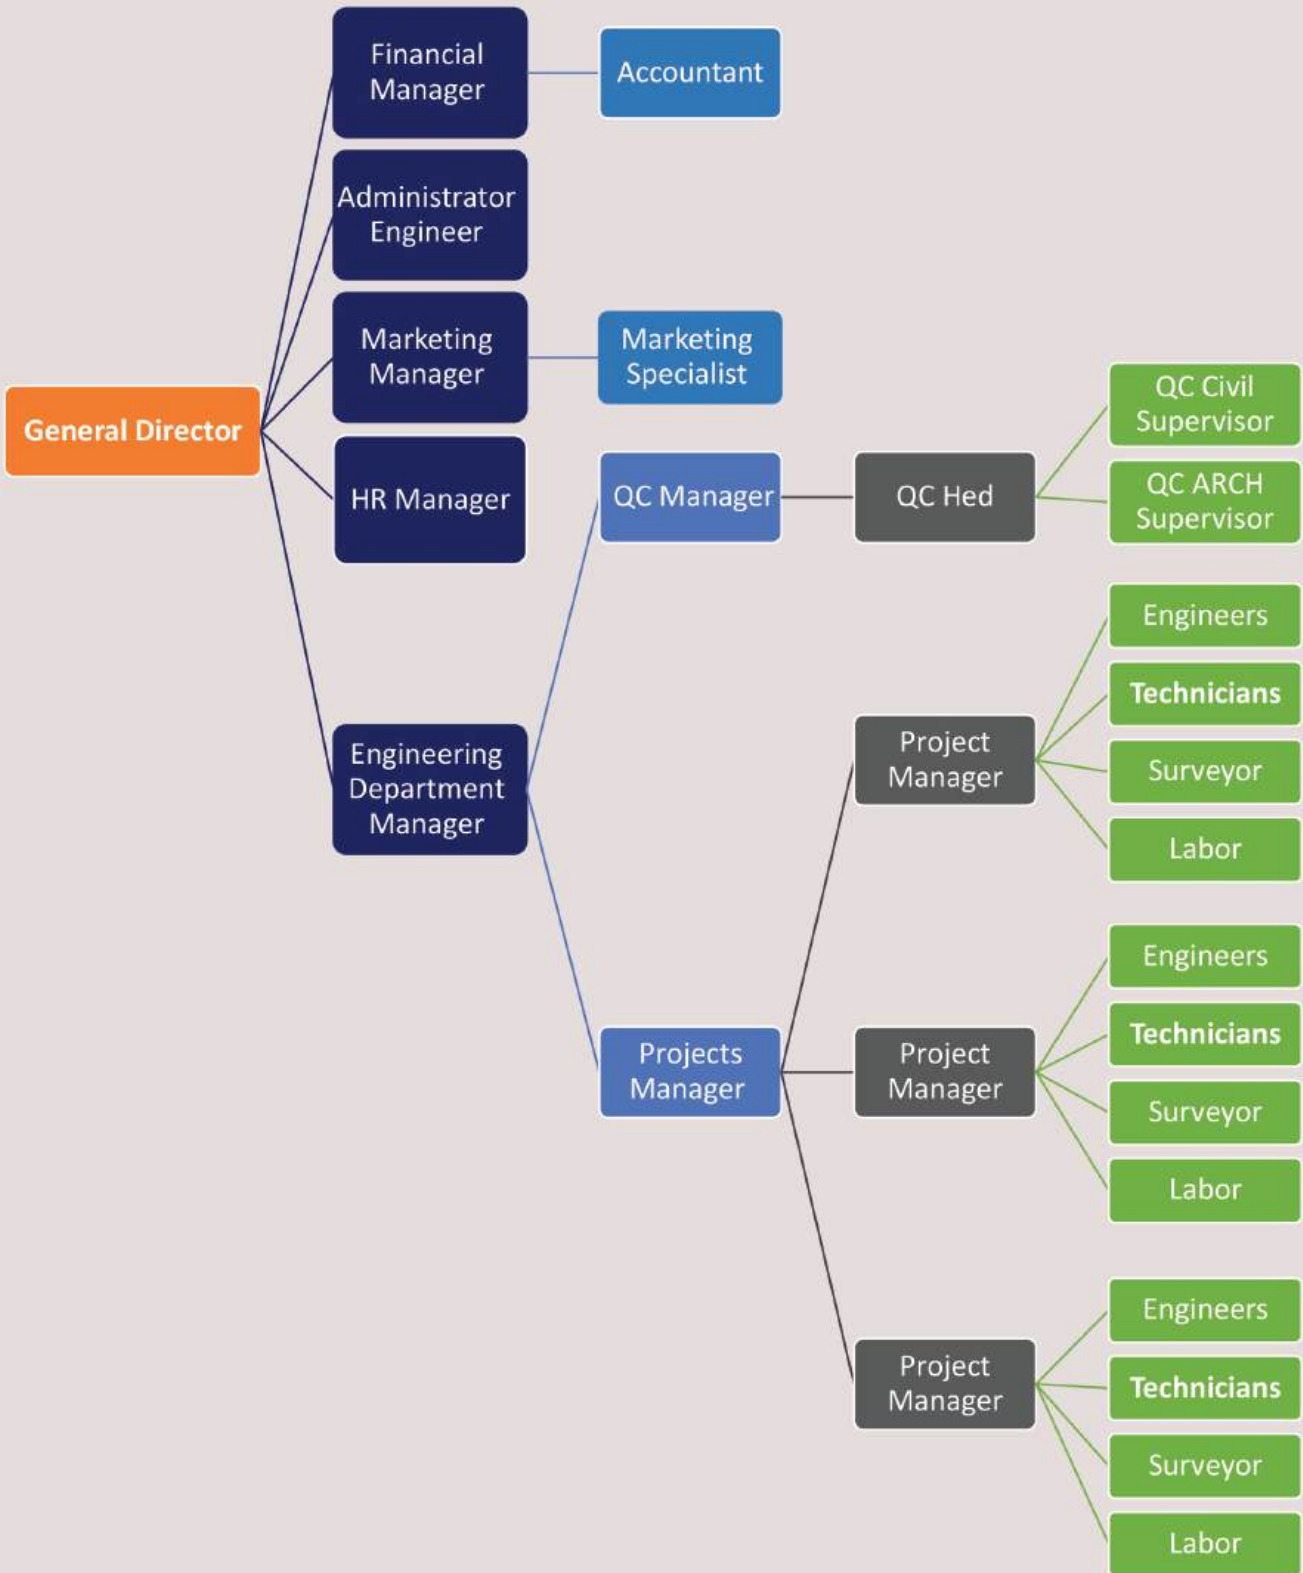 Financial
Manager
Accountant
Administrator
Engineer
Marketing
Manager
Marketing
Specialist
General Director
HR Manager
QC Manager
QC Hed
QC Civil
Supervisor
QC ARCH
Supervisor
Engineering
Department
Manager
Projects
Manager
Project
Manager
Engineers
Technicians
Surveyor
Labor
Project
Manager
Engineers
Technicians
Surveyor
Labor
Project
Manager
Engineers
Technicians
Surveyor
Labor